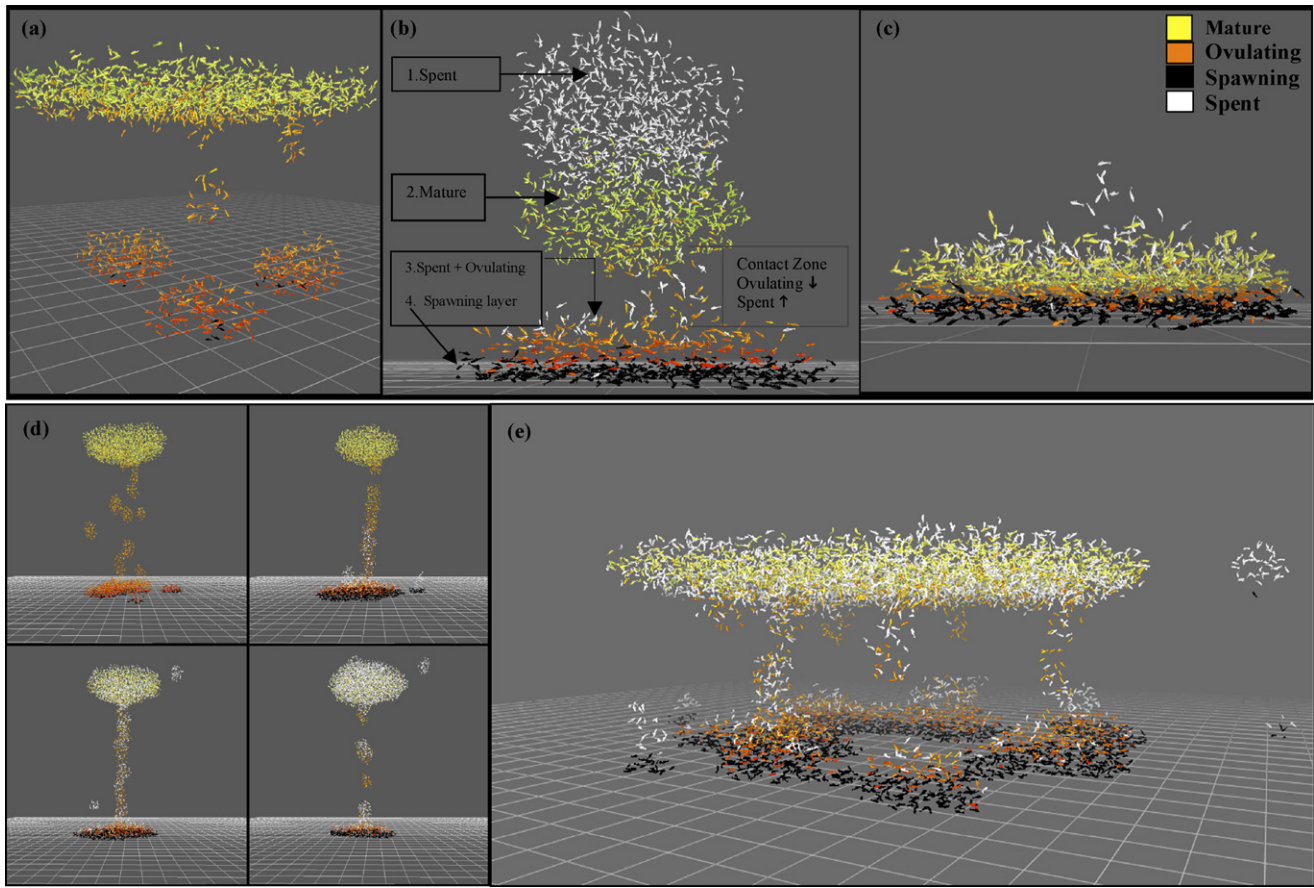 (a)
(b)
1.Spent
2.Mature
3.Spent + Ovulating
4. Spawning layer
Contact Zone
Ovulating ↓
Spent ↑
(c)
Mature
Ovulating
Spawning
Spent
(d)
(e)